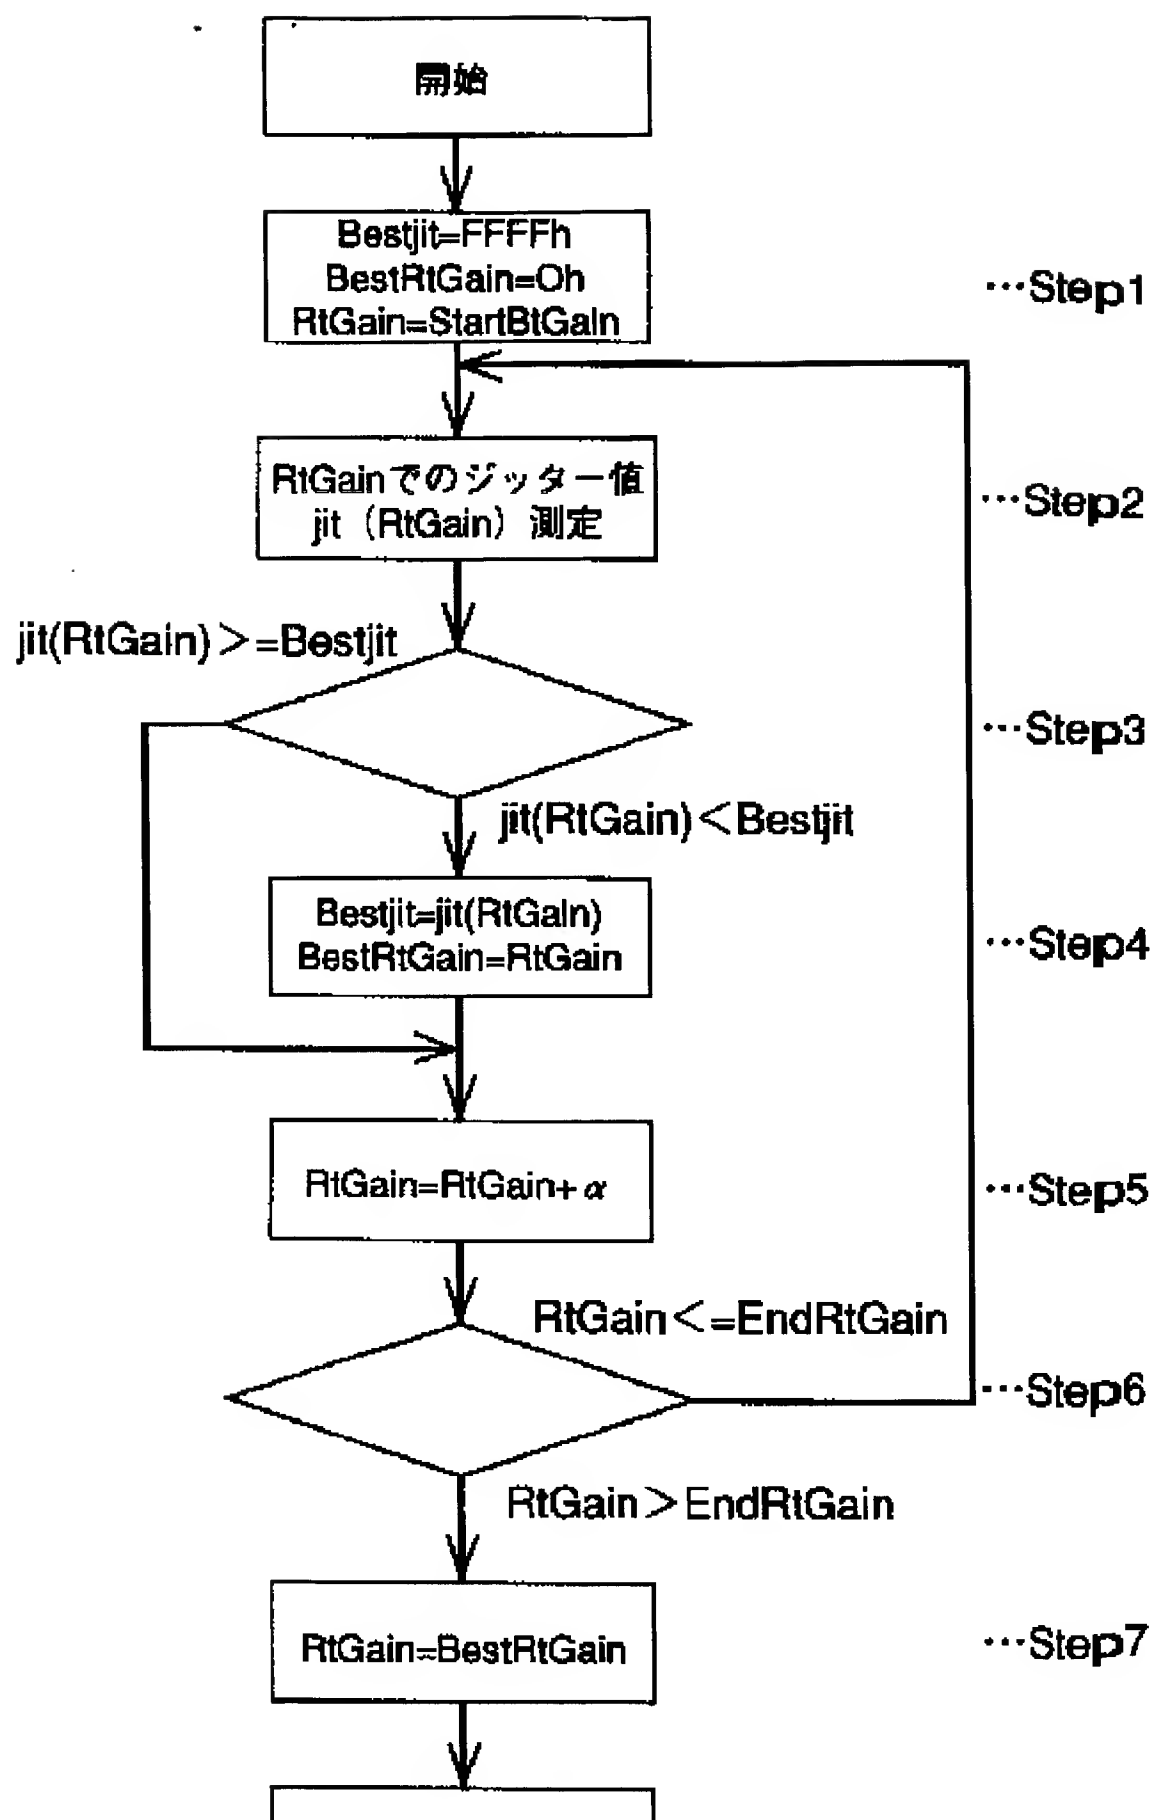 開始
Bestjit=FFFFh
BestRtGain=Oh
RtGain=StartBtGain
…Step1
RtGainでのジッター値
jit（RtGain）測定
…Step2
jit(RtGain)＞=Bestjit
…Step3
jit(RtGain)＜Bestjit
Bestjit=jit(RtGain)
BestRtGain=RtGain
…Step4
RtGain=RtGain+α
…Step5
RtGain＜=EndRtGain
…Step6
RtGain＞EndRtGain
RtGain=BestRtGain
…Step7